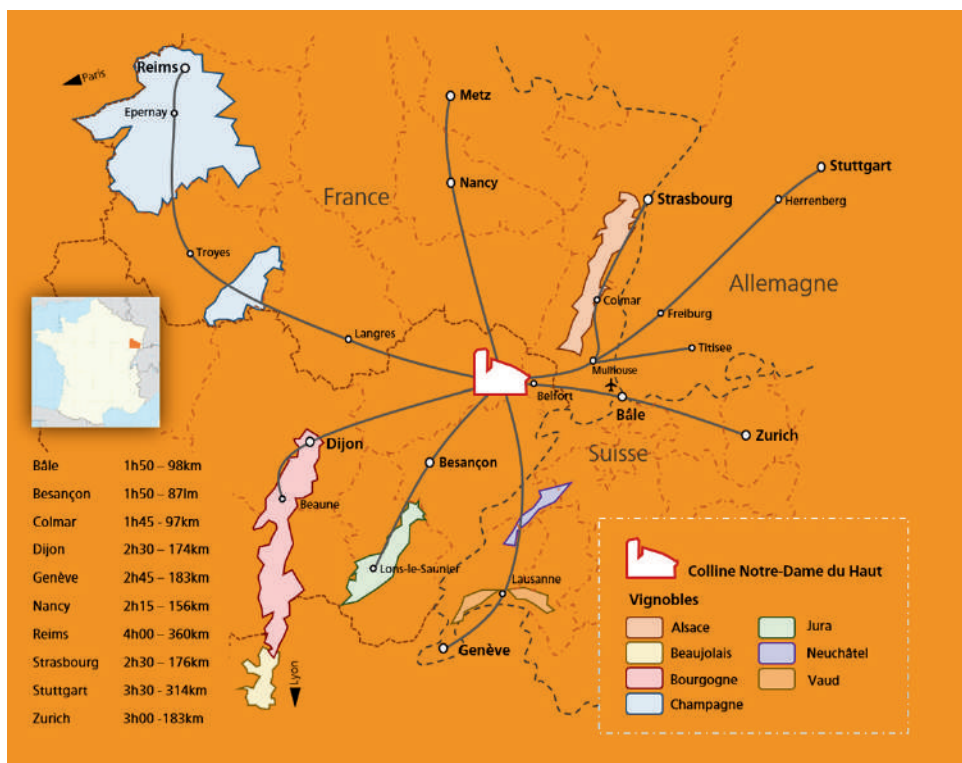 Paris
Reims
Epernay
Metz
Nancy
France
Stuttgart
Herrenberg
Strasbourg
Troyes
Allemagne
Colmar
Freiburg
Langres
Titisee
Mulhouse
Belfort
Bâle
Zurich
Dijon
Suisse
Besançon
Beaune
Lons-le-Saunier
Lausanne
Genève
Lyon
Bâle 1h50 – 98km
Besançon 1h50 – 87lm
Colmar 1h45 – 97km
Dijon 2h30 – 174km
Genève 2h45 – 183km
Nancy 2h15 – 156km
Reims 4h00 – 360km
Strasbourg 2h30 – 176km
Stuttgart 3h30 – 314km
Zurich 3h00 -183km
Colline Notre-Dame du Haut
Vignobles
Alsace
Beaujolais
Bourgogne
Champagne
Jura
Neuchâtel
Vaud